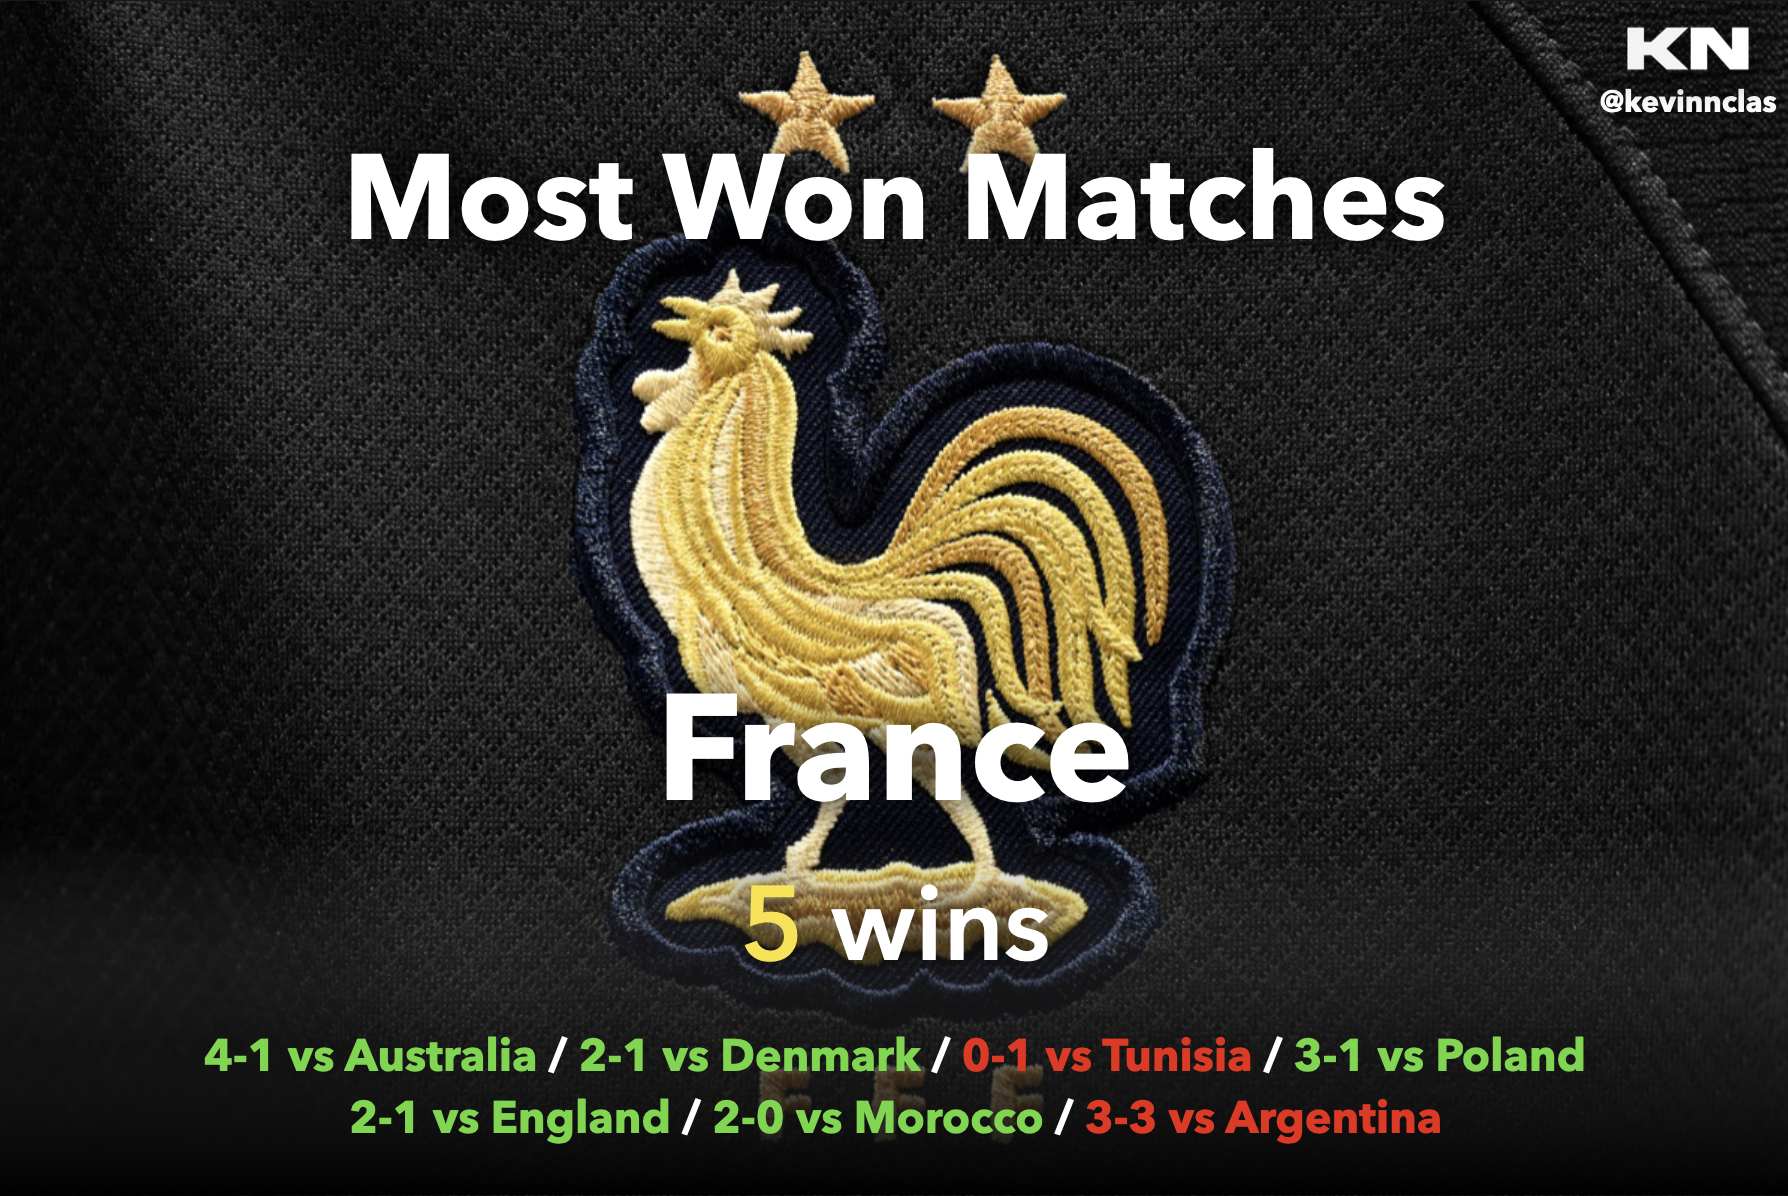 KN
@kevinnclas
Most Won Matches
France
5 wins
4-1 vs Australia / 2-1 vs Denmark / 0-1 vs Tunisia / 3-1 vs Poland
2-1 vs England / 2-0 vs Morocco / 3-3 vs Argentina
FFF